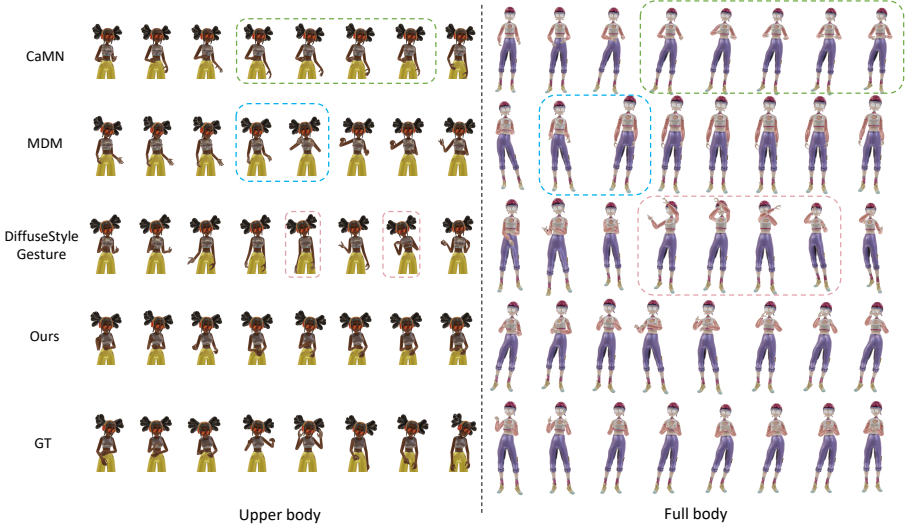 CaMN
MDM
DiffuseStyle
Gesture
Ours
GT
Upper body
Full body